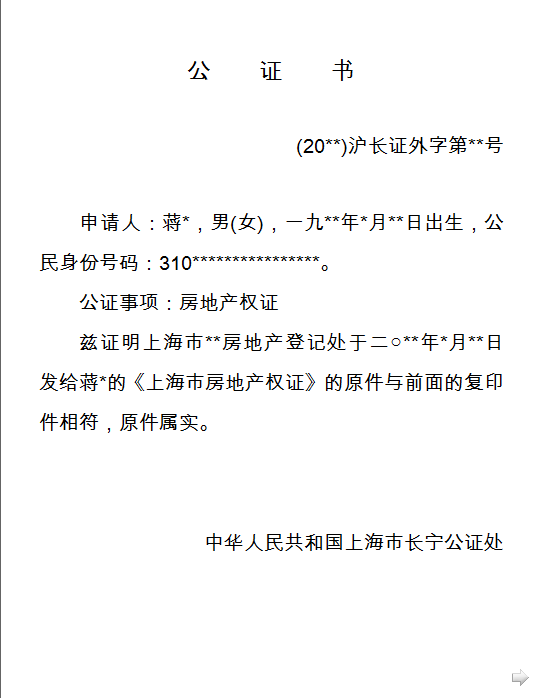 公 证 书
(20**)沪长证外字第**号
申请人：蒋*，男(女)，一九**年*月**日出生，公
民身份号码：310****************。
公证事项：房地产权证
兹证明上海市**房地产登记处于二○**年*月**日
发给蒋*的《上海市房地产权证》的原件与前面的复印
件相符，原件属实。
中华人民共和国上海市长宁公证处